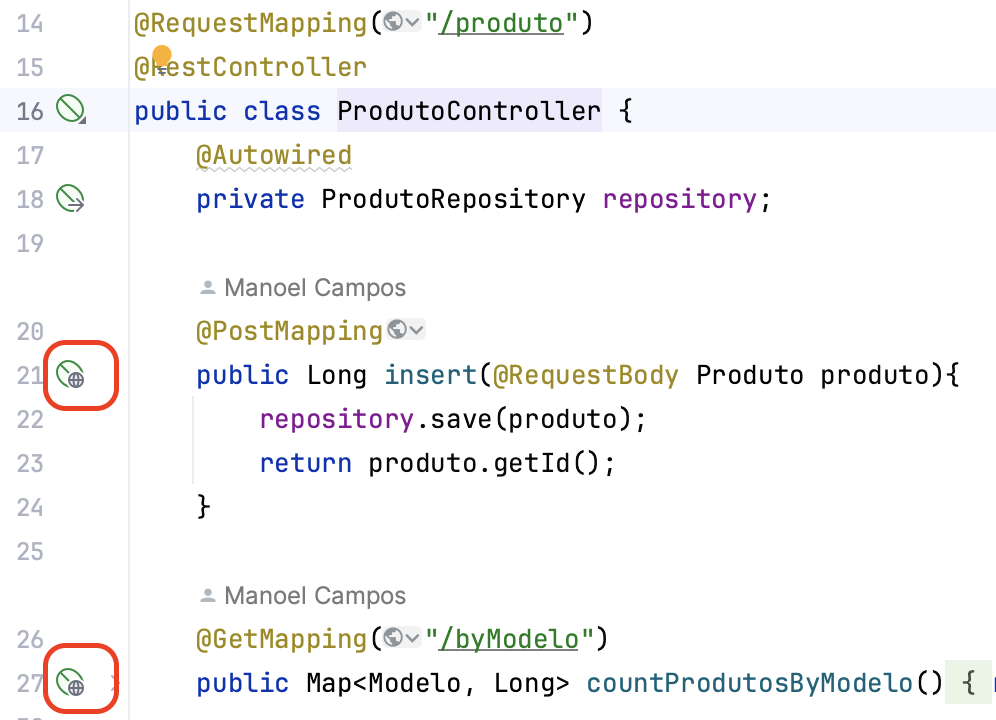 14 @RequestMapping("/produto")
15 @RestController
16 public class ProdutoController {
17 @Autowired
18 private ProdutoRepository repository;
19
Manoel Campos
20 @PostMapping
21 public Long insert(@RequestBody Produto produto){
22 repository.save(produto);
23 return produto.getId();
24 }
25
Manoel Campos
26 @GetMapping("/byModelo")
27 public Map<Modelo, Long> countProdutosByModelo() {